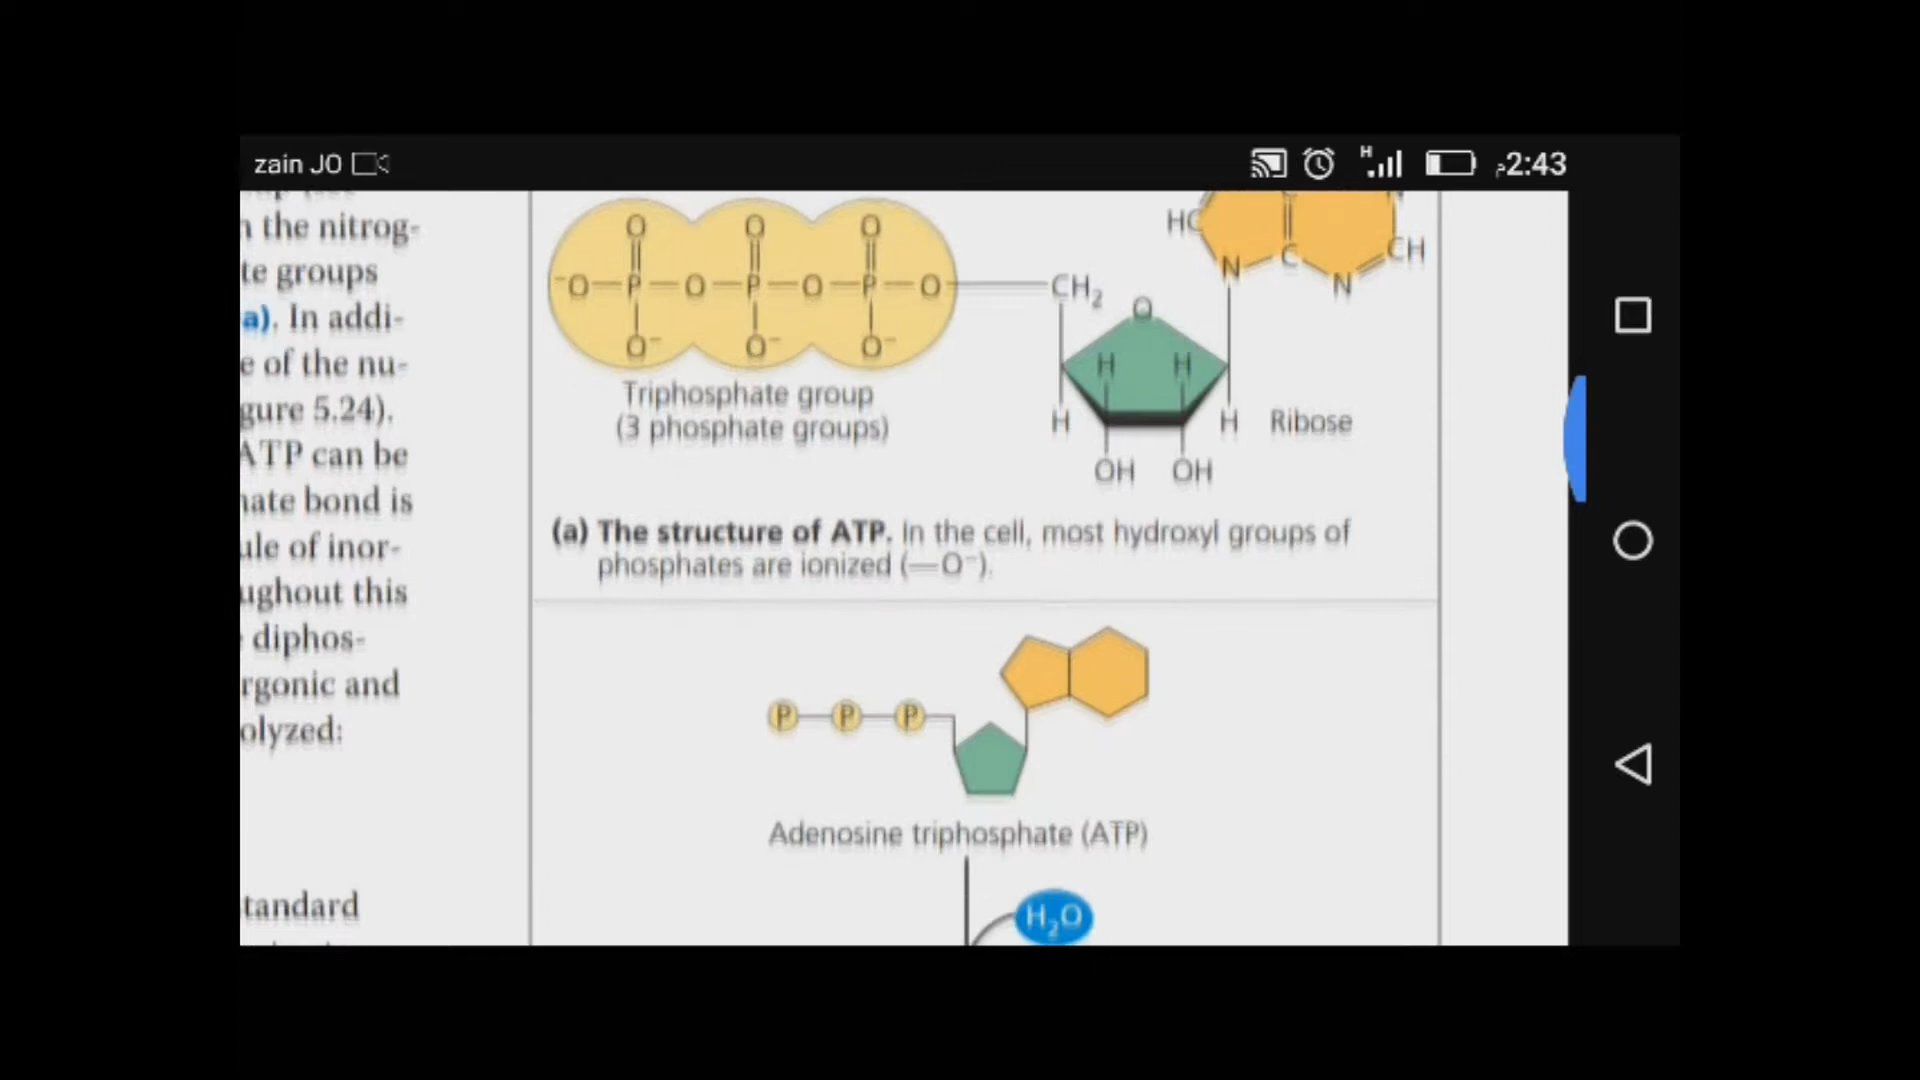 zain JO
H
2:43م
n the nitrog-
te groups
a). In addi-
e of the nu-
gure 5.24).
ATP can be
hate bond is
ule of inor-
ughout this
diphos-
rgonic and
olyzed:
tandard
O O O
⁻O—P—O—P—O—P—O—CH₂
O⁻ O⁻ O⁻
Triphosphate group
(3 phosphate groups)
HC
N C N CH
O
H H
H H Ribose
OH OH
(a) The structure of ATP. In the cell, most hydroxyl groups of
phosphates are ionized (—O⁻).
P P P
Adenosine triphosphate (ATP)
H₂O